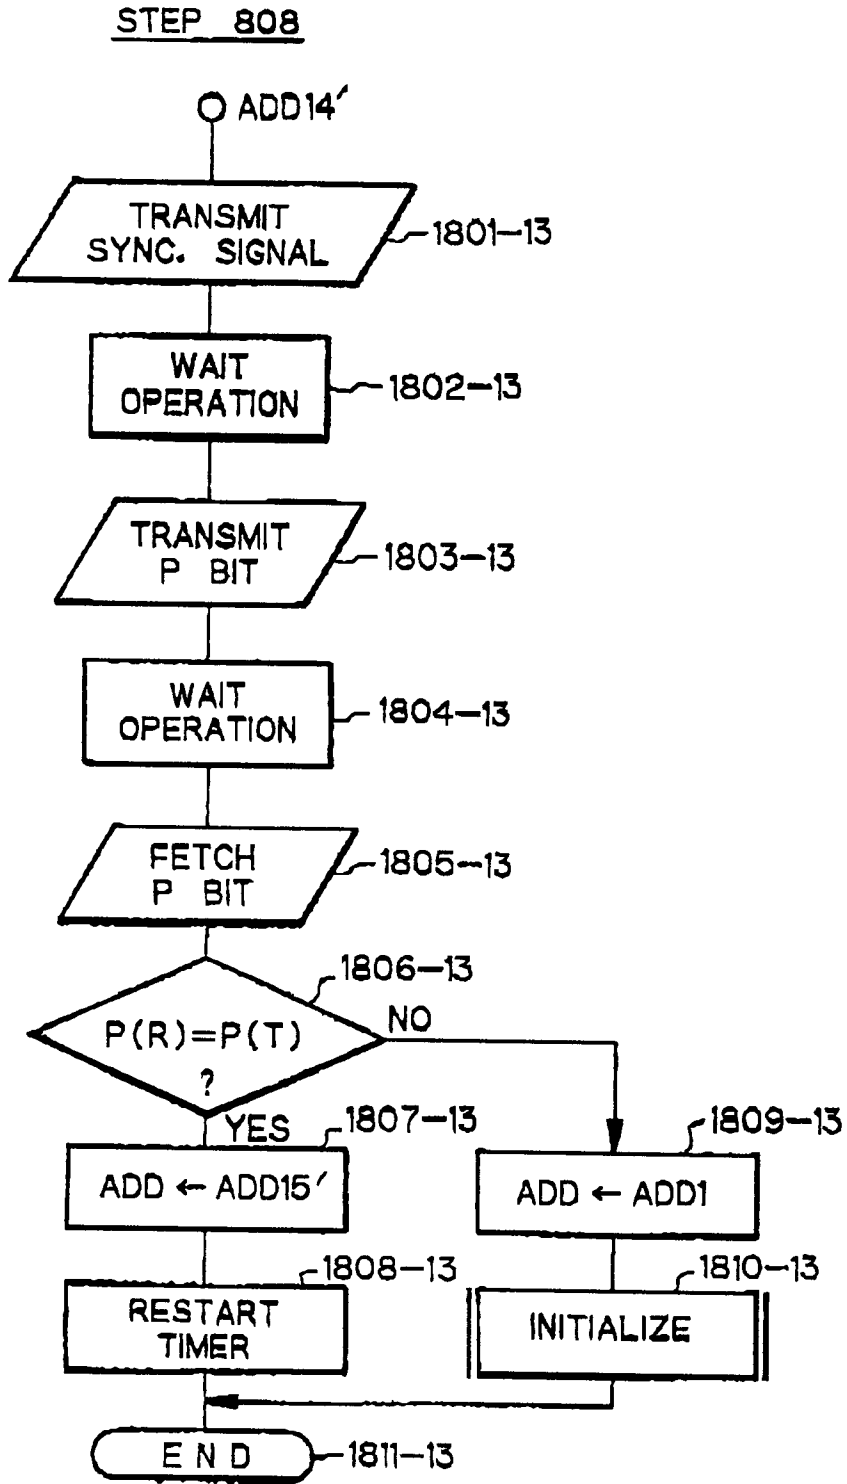 STEP 808
ADD14′
TRANSMIT
SYNC. SIGNAL
1801-13
WAIT
OPERATION
1802-13
TRANSMIT
P BIT
1803-13
WAIT
OPERATION
1804-13
FETCH
P BIT
1805-13
1806-13
P(R)=P(T)
?
NO
YES
1807-13
ADD ← ADD15′
1809-13
ADD ← ADD1
1808-13
RESTART
TIMER
1810-13
INITIALIZE
END
1811-13